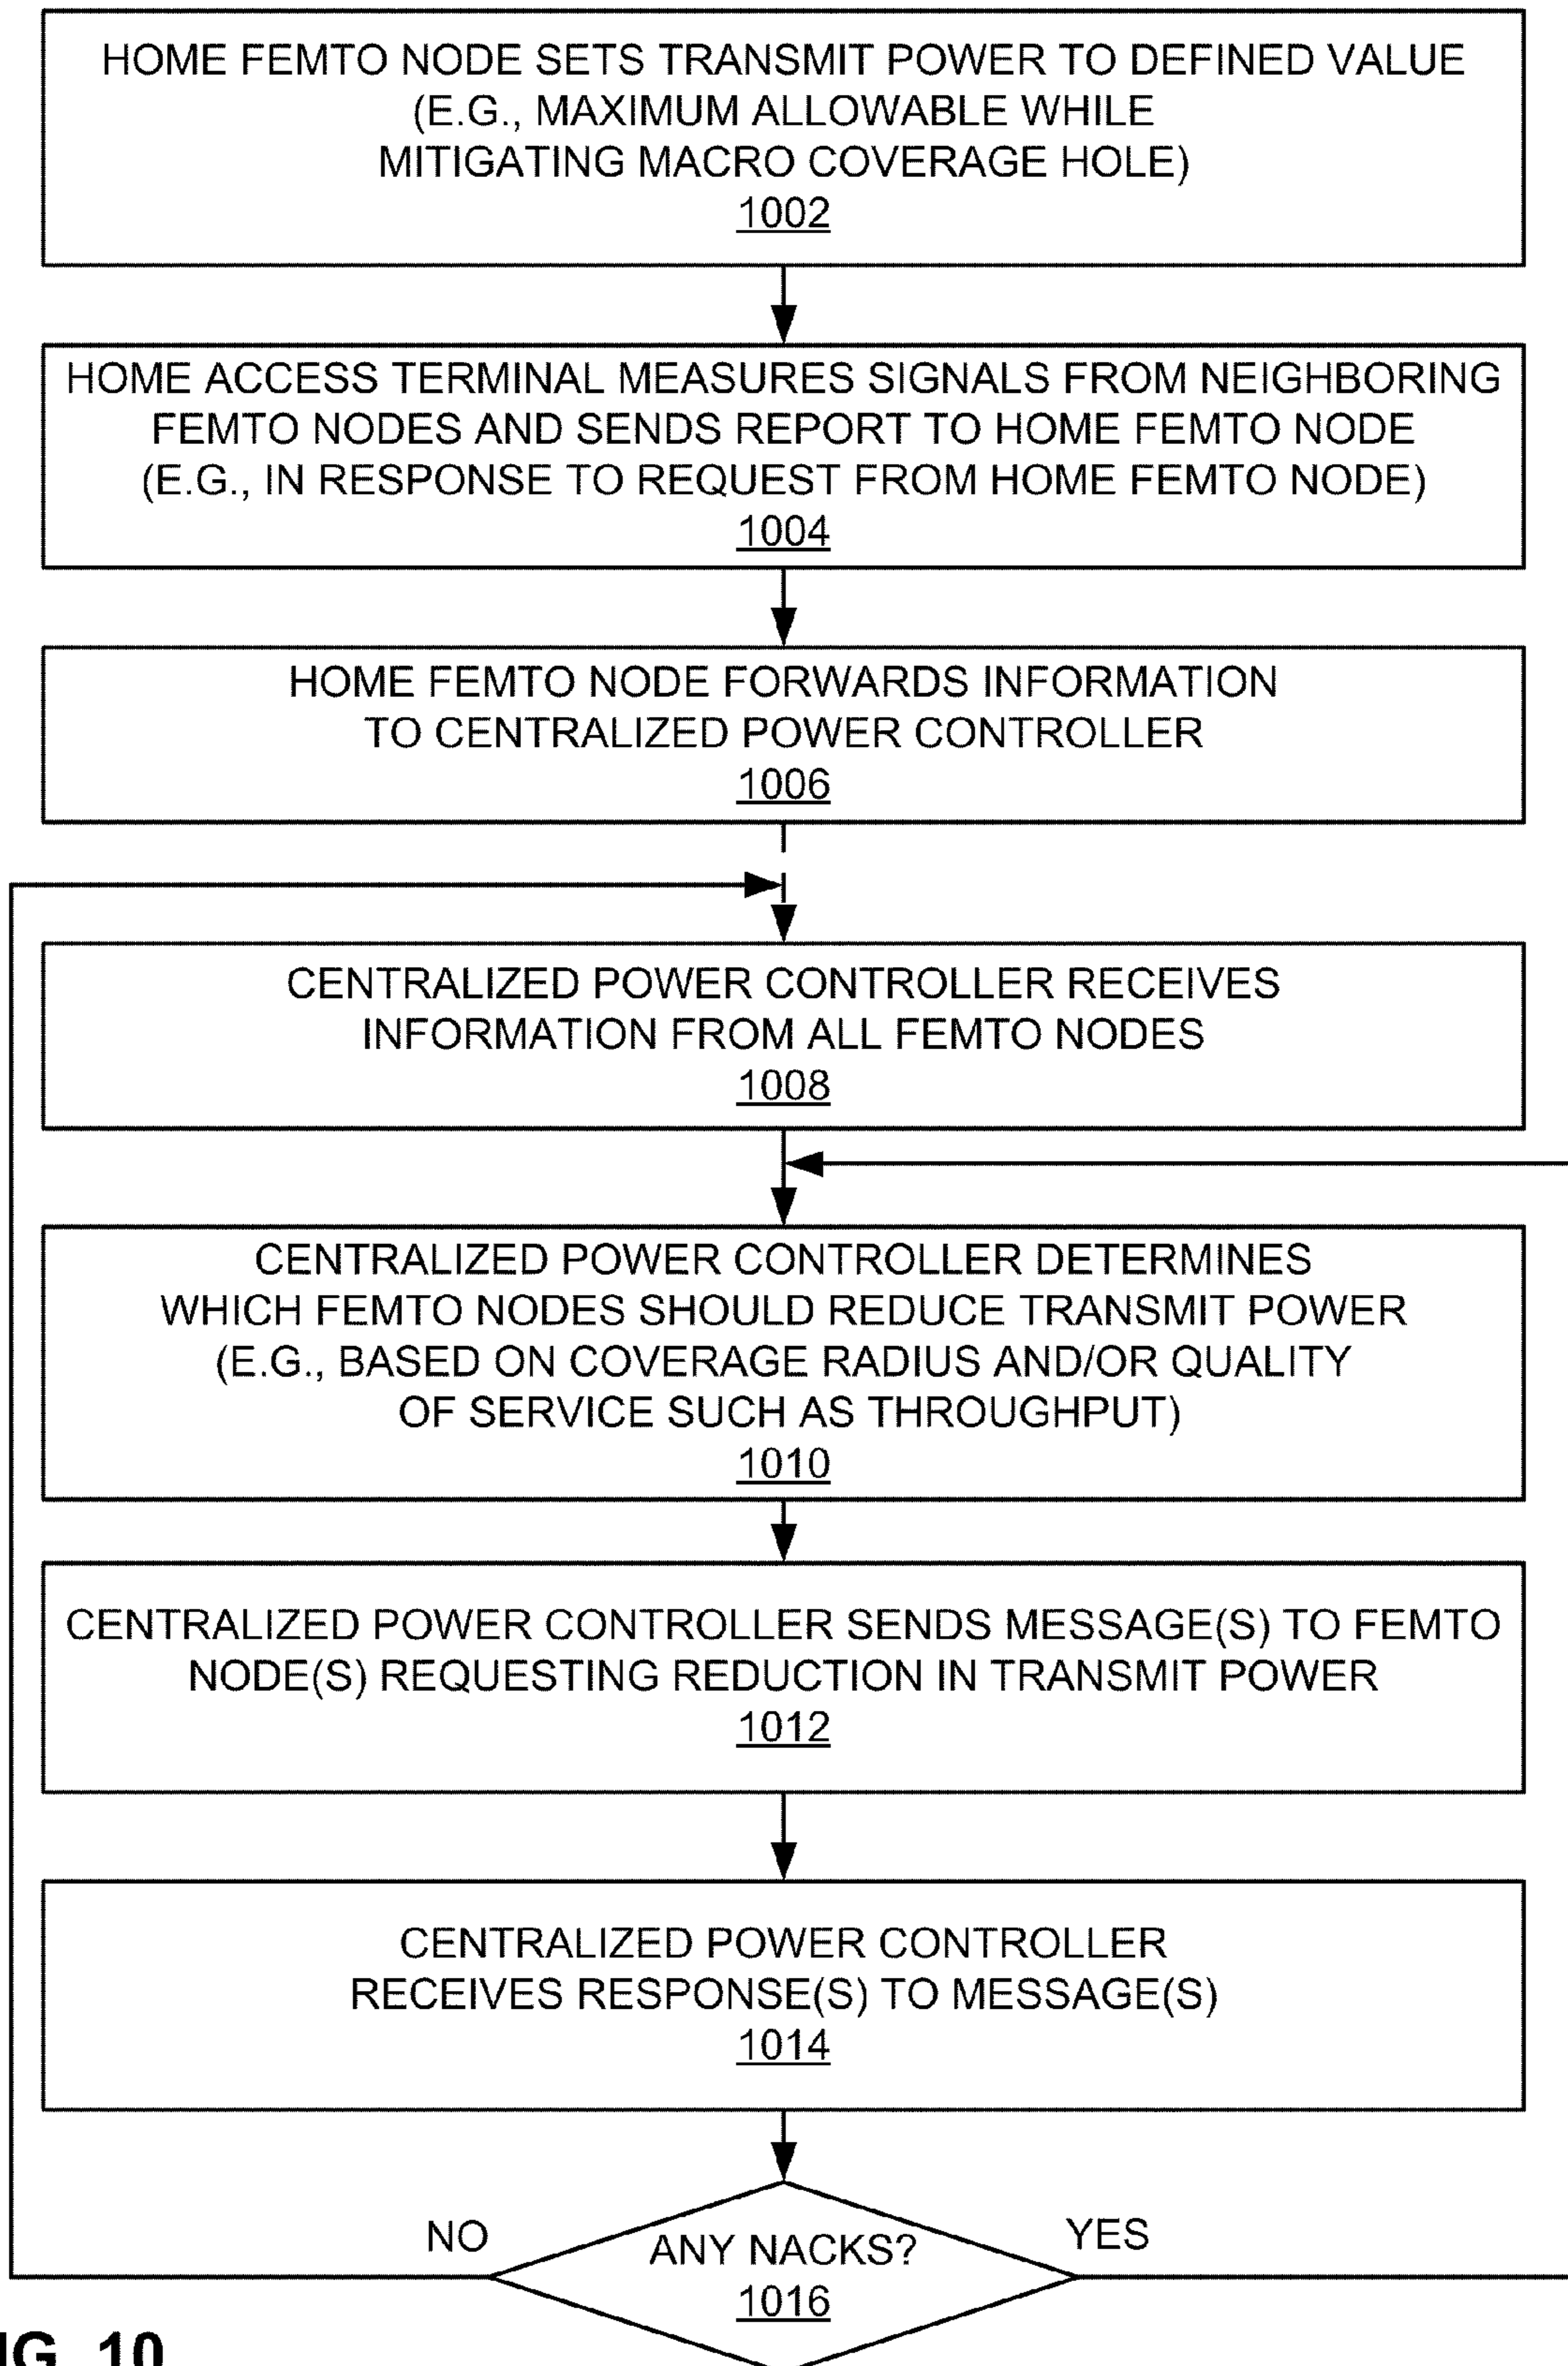 HOME FEMTO NODE SETS TRANSMIT POWER TO DEFINED VALUE
(E.G., MAXIMUM ALLOWABLE WHILE
MITIGATING MACRO COVERAGE HOLE)
1002
HOME ACCESS TERMINAL MEASURES SIGNALS FROM NEIGHBORING
FEMTO NODES AND SENDS REPORT TO HOME FEMTO NODE
(E.G., IN RESPONSE TO REQUEST FROM HOME FEMTO NODE)
1004
HOME FEMTO NODE FORWARDS INFORMATION
TO CENTRALIZED POWER CONTROLLER
1006
CENTRALIZED POWER CONTROLLER RECEIVES
INFORMATION FROM ALL FEMTO NODES
1008
CENTRALIZED POWER CONTROLLER DETERMINES
WHICH FEMTO NODES SHOULD REDUCE TRANSMIT POWER
(E.G., BASED ON COVERAGE RADIUS AND/OR QUALITY
OF SERVICE SUCH AS THROUGHPUT)
1010
CENTRALIZED POWER CONTROLLER SENDS MESSAGE(S) TO FEMTO
NODE(S) REQUESTING REDUCTION IN TRANSMIT POWER
1012
CENTRALIZED POWER CONTROLLER
RECEIVES RESPONSE(S) TO MESSAGE(S)
1014
NO
YES
ANY NACKS?
1016
IG. 10